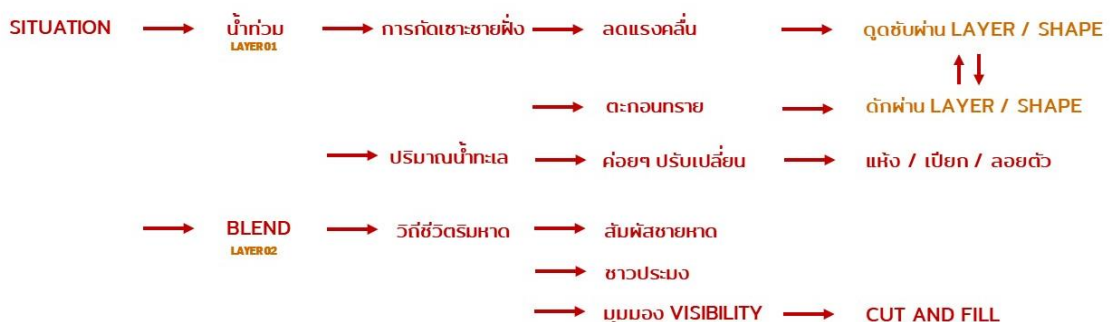 SITUATION น้ำท่วม การกัดเซาะชายฝั่ง ลดแรงคลื่น ดูดซับผ่าน LAYER / SHAPE
LAYER 01
ตะกอนทราย ดักผ่าน LAYER / SHAPE
ปริมาณน้ำทะเล ค่อยๆ ปรับเปลี่ยน แห้ง / เปียก / ลอยตัว
BLEND วิถีชีวิตริมหาด สัมผัสชายหาด
LAYER 02
ชาวประมง
มุมมอง VISIBILITY CUT AND FILL